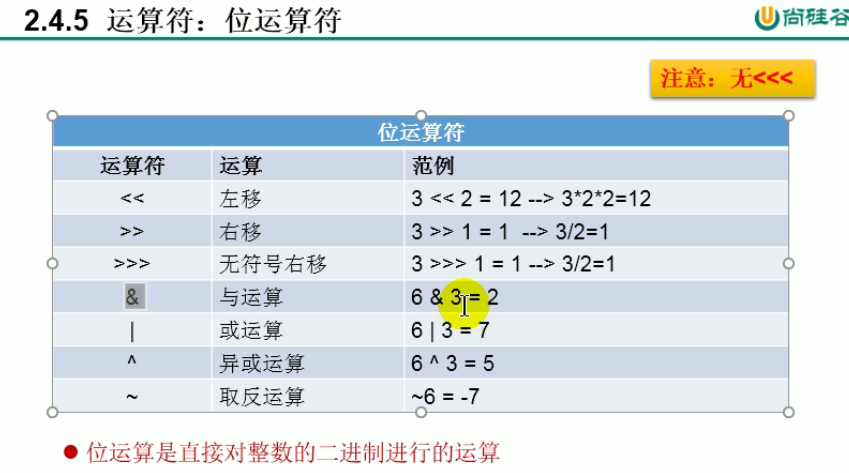 2.4.5 运算符：位运算符
尚硅谷
注意：无<<<
位运算符
运算符 运算 范例
<< 左移 3 << 2 = 12 --> 3*2*2=12
>> 右移 3 >> 1 = 1 --> 3/2=1
>>> 无符号右移 3 >>> 1 = 1 --> 3/2=1
& 与运算 6 & 3 = 2
| 或运算 6 | 3 = 7
^ 异或运算 6 ^ 3 = 5
~ 取反运算 ~6 = -7
● 位运算是直接对整数的二进制进行的运算